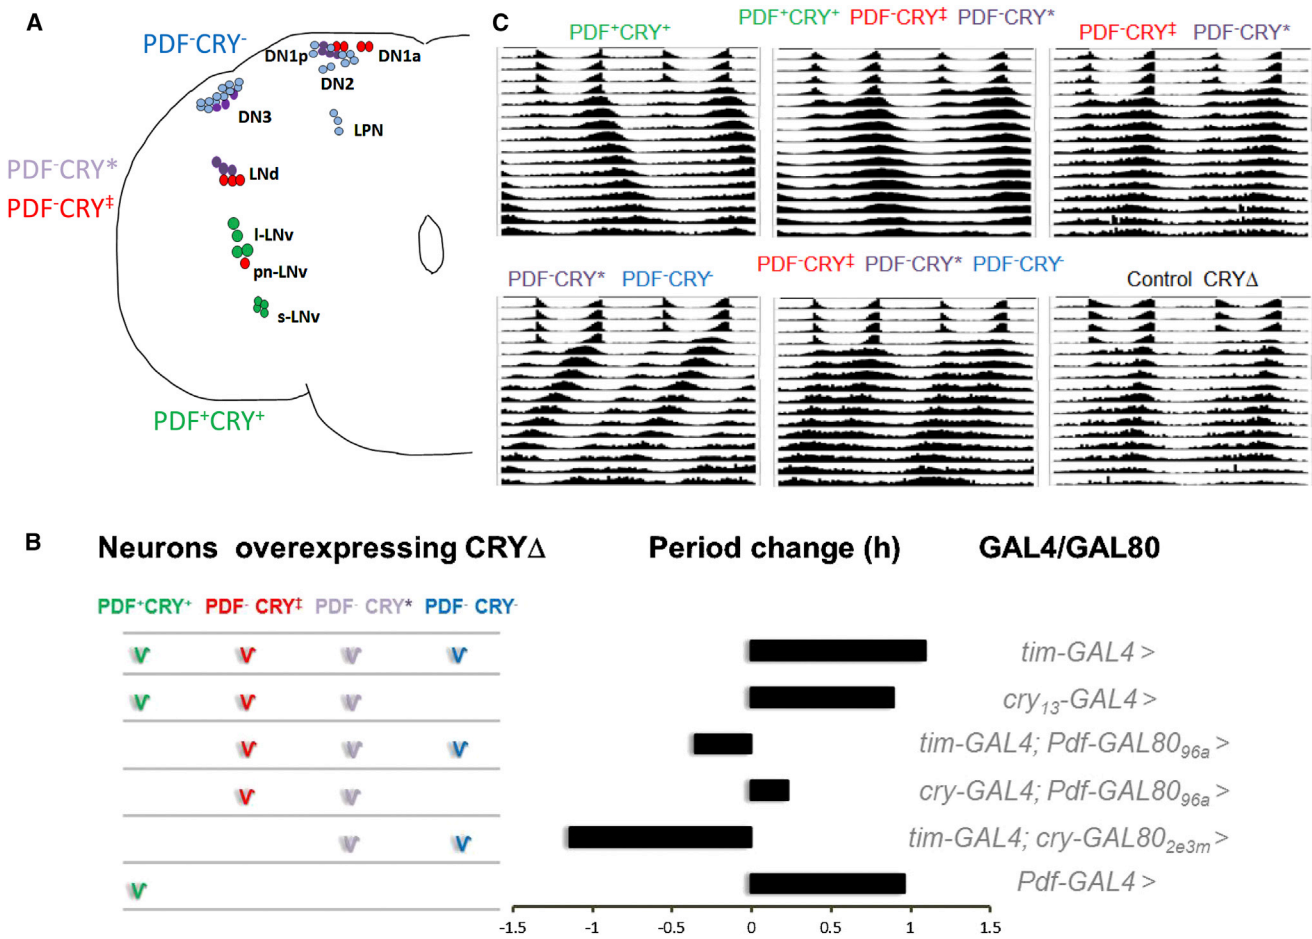 A
PDF⁻CRY⁻
DN1p
DN1a
DN2
DN3
LPN
PDF⁻CRY*
PDF⁻CRY‡
LNd
l-LNv
pn-LNv
s-LNv
PDF⁺CRY⁺
C
PDF⁺CRY⁺
PDF⁺CRY⁺ PDF⁻CRY‡ PDF⁻CRY*
PDF⁻CRY‡ PDF⁻CRY*
PDF⁻CRY* PDF⁻CRY⁻
PDF⁻CRY‡ PDF⁻CRY* PDF⁻CRY⁻
Control CRYΔ
B
Neurons overexpressing CRYΔ
Period change (h)
GAL4/GAL80
PDF⁺CRY⁺ PDF⁻ CRY‡ PDF⁻ CRY* PDF⁻ CRY⁻
tim-GAL4 >
cry₁₃-GAL4 >
tim-GAL4; Pdf-GAL80₉₆ₐ >
cry-GAL4; Pdf-GAL80₉₆ₐ >
tim-GAL4; cry-GAL80₂ₑ₃ₘ >
Pdf-GAL4 >
-1.5 -1 -0.5 0 0.5 1 1.5